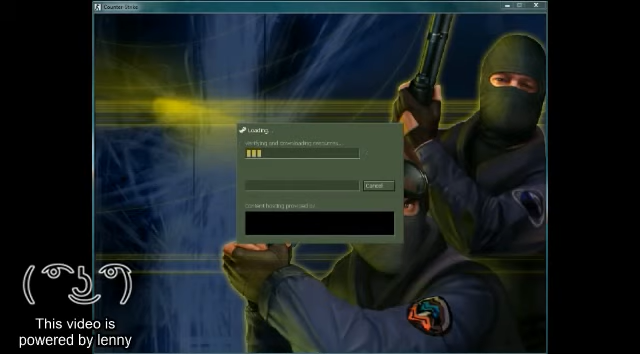 Counter-Strike
Loading...
Verifying and downloading resources...
Cancel
Content hosting provided by...
( ͡° ͜ʖ ͡°)
This video is
powered by lenny